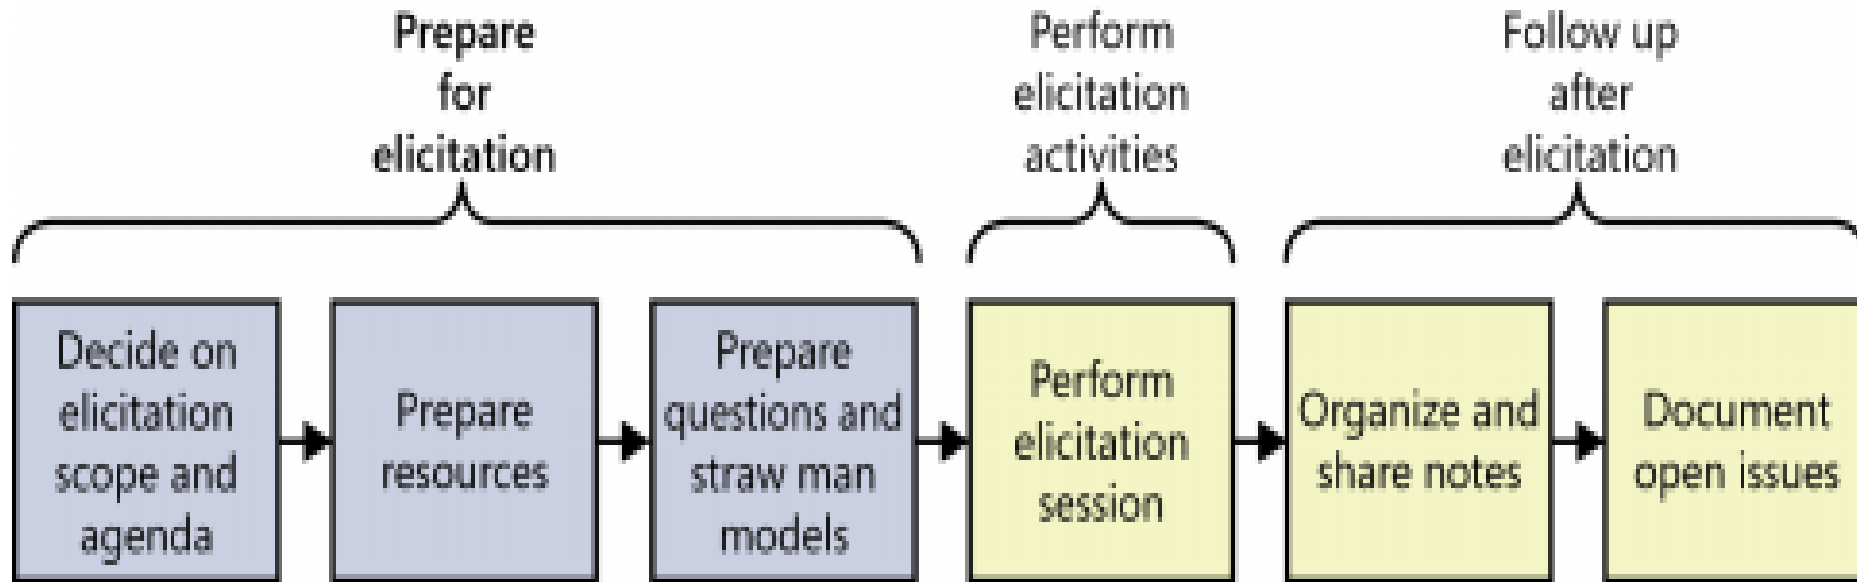 Prepare
for
elicitation
Perform
elicitation
activities
Follow up
after
elicitation
Decide on
elicitation
scope and
agenda
Prepare
resources
Prepare
questions and
straw man
models
Perform
elicitation
session
Organize and
share notes
Document
open issues